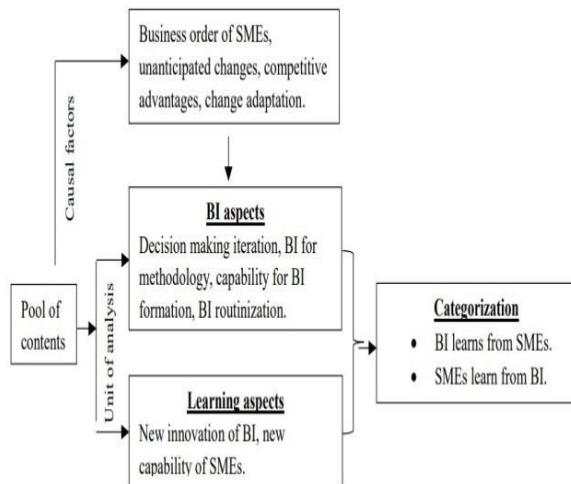 Business order of SMEs,
unanticipated changes, competitive
advantages, change adaptation.
Causal factors
BI aspects
Decision making iteration, BI for
methodology, capability for BI
formation, BI routinization.
Pool of
contents
Unit of analysis
Categorization
• BI learns from SMEs.
• SMEs learn from BI.
Learning aspects
New innovation of BI, new
capability of SMEs.